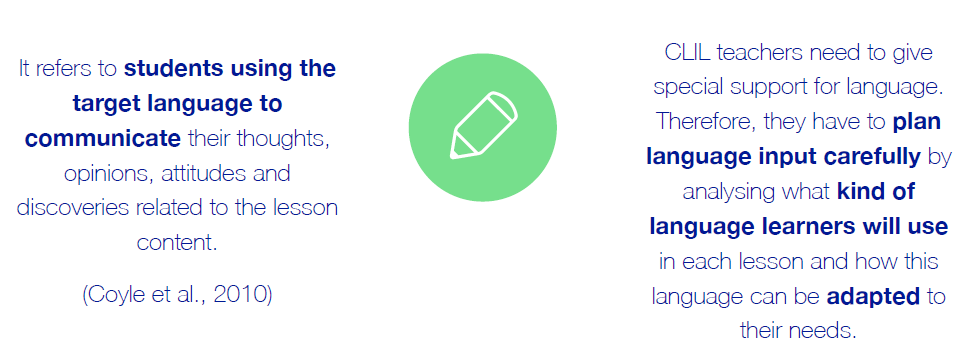 It refers to students using the
target language to
communicate their thoughts,
opinions, attitudes and
discoveries related to the lesson
content.
(Coyle et al., 2010)
CLIL teachers need to give
special support for language.
Therefore, they have to plan
language input carefully by
analysing what kind of
language learners will use
in each lesson and how this
language can be adapted to
their needs.